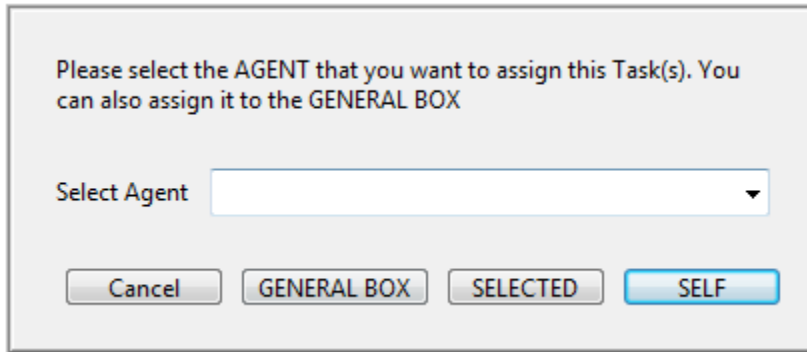 Please select the AGENT that you want to assign this Task(s). You
can also assign it to the GENERAL BOX
Select Agent
Cancel GENERAL BOX SELECTED SELF